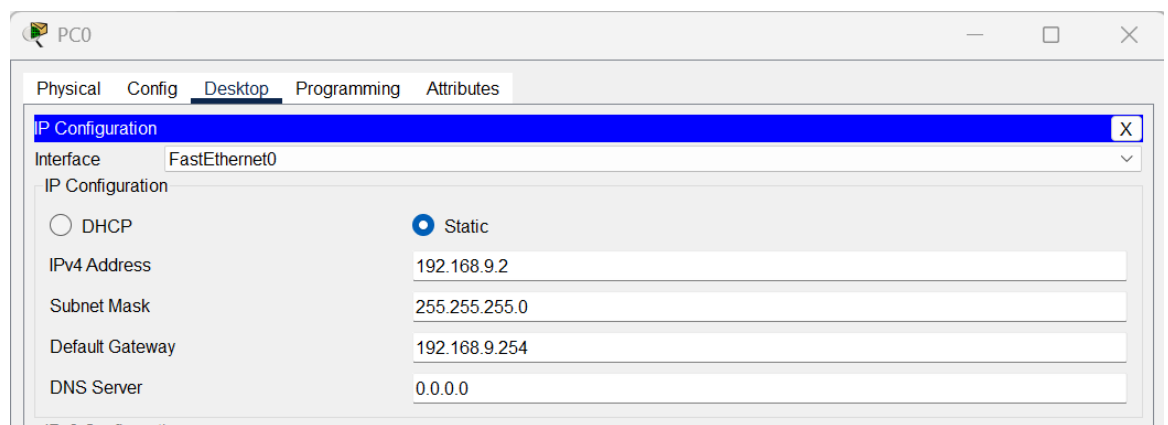 PC0
Physical Config Desktop Programming Attributes
IP Configuration X
Interface FastEthernet0
IP Configuration
DHCP Static
IPv4 Address 192.168.9.2
Subnet Mask 255.255.255.0
Default Gateway 192.168.9.254
DNS Server 0.0.0.0